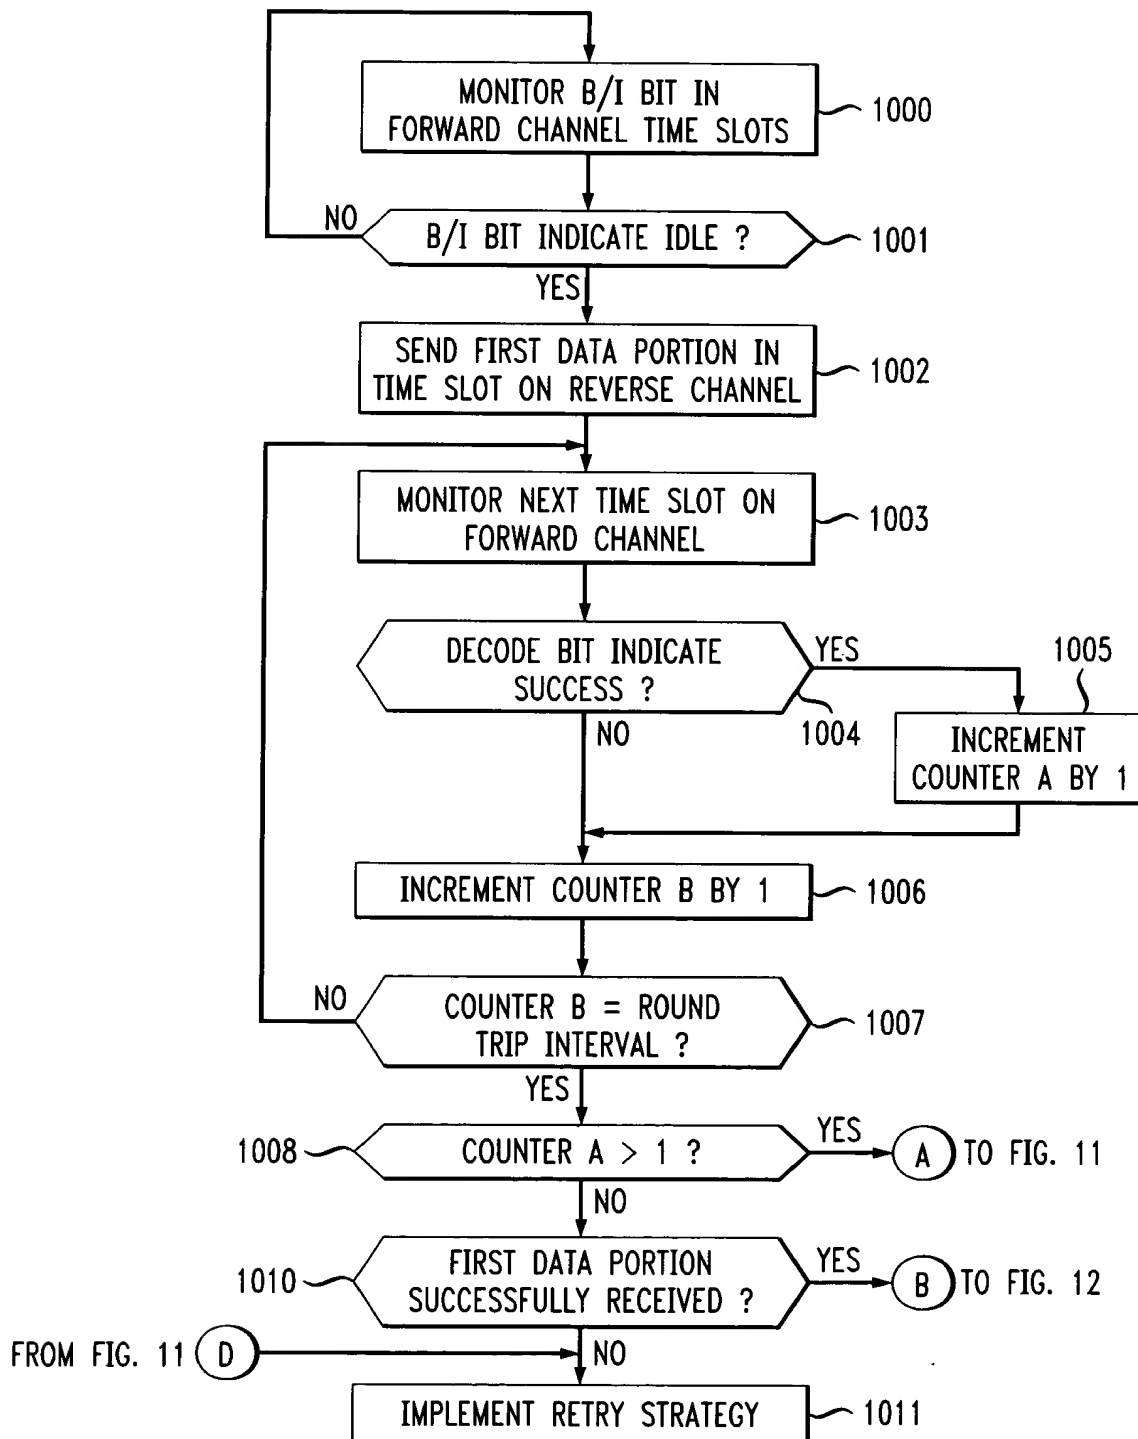 MONITOR B/I BIT IN
FORWARD CHANNEL TIME SLOTS
1000
NO
B/I BIT INDICATE IDLE ?
1001
YES
SEND FIRST DATA PORTION IN
TIME SLOT ON REVERSE CHANNEL
1002
MONITOR NEXT TIME SLOT ON
FORWARD CHANNEL
1003
DECODE BIT INDICATE
SUCCESS ?
YES
1004
NO
1005
INCREMENT
COUNTER A BY 1
INCREMENT COUNTER B BY 1
1006
NO
COUNTER B = ROUND
TRIP INTERVAL ?
1007
YES
1008
COUNTER A > 1 ?
YES
A
TO FIG. 11
NO
1010
FIRST DATA PORTION
SUCCESSFULLY RECEIVED ?
YES
B
TO FIG. 12
FROM FIG. 11
D
NO
IMPLEMENT RETRY STRATEGY
1011